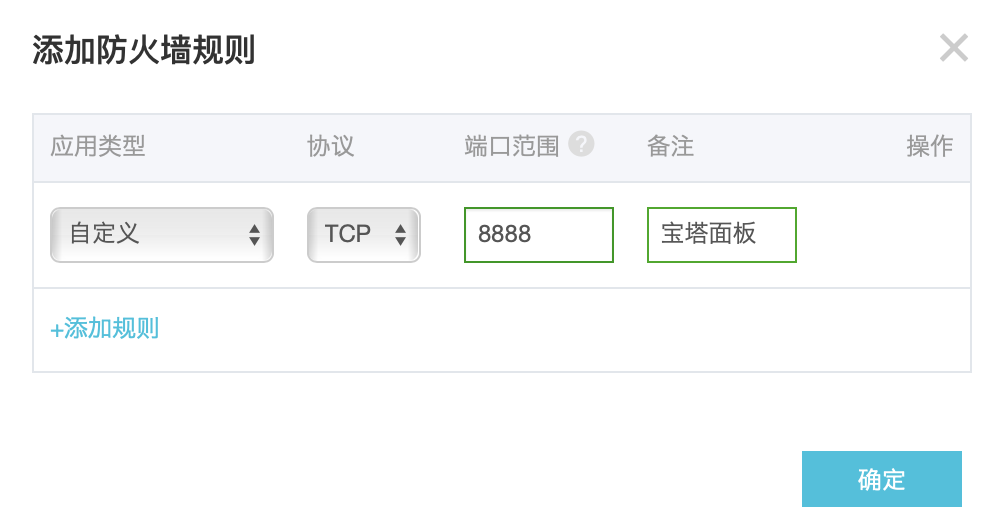 添加防火墙规则
应用类型 协议 端口范围 ? 备注 操作
自定义 TCP 8888 宝塔面板
+添加规则
确定